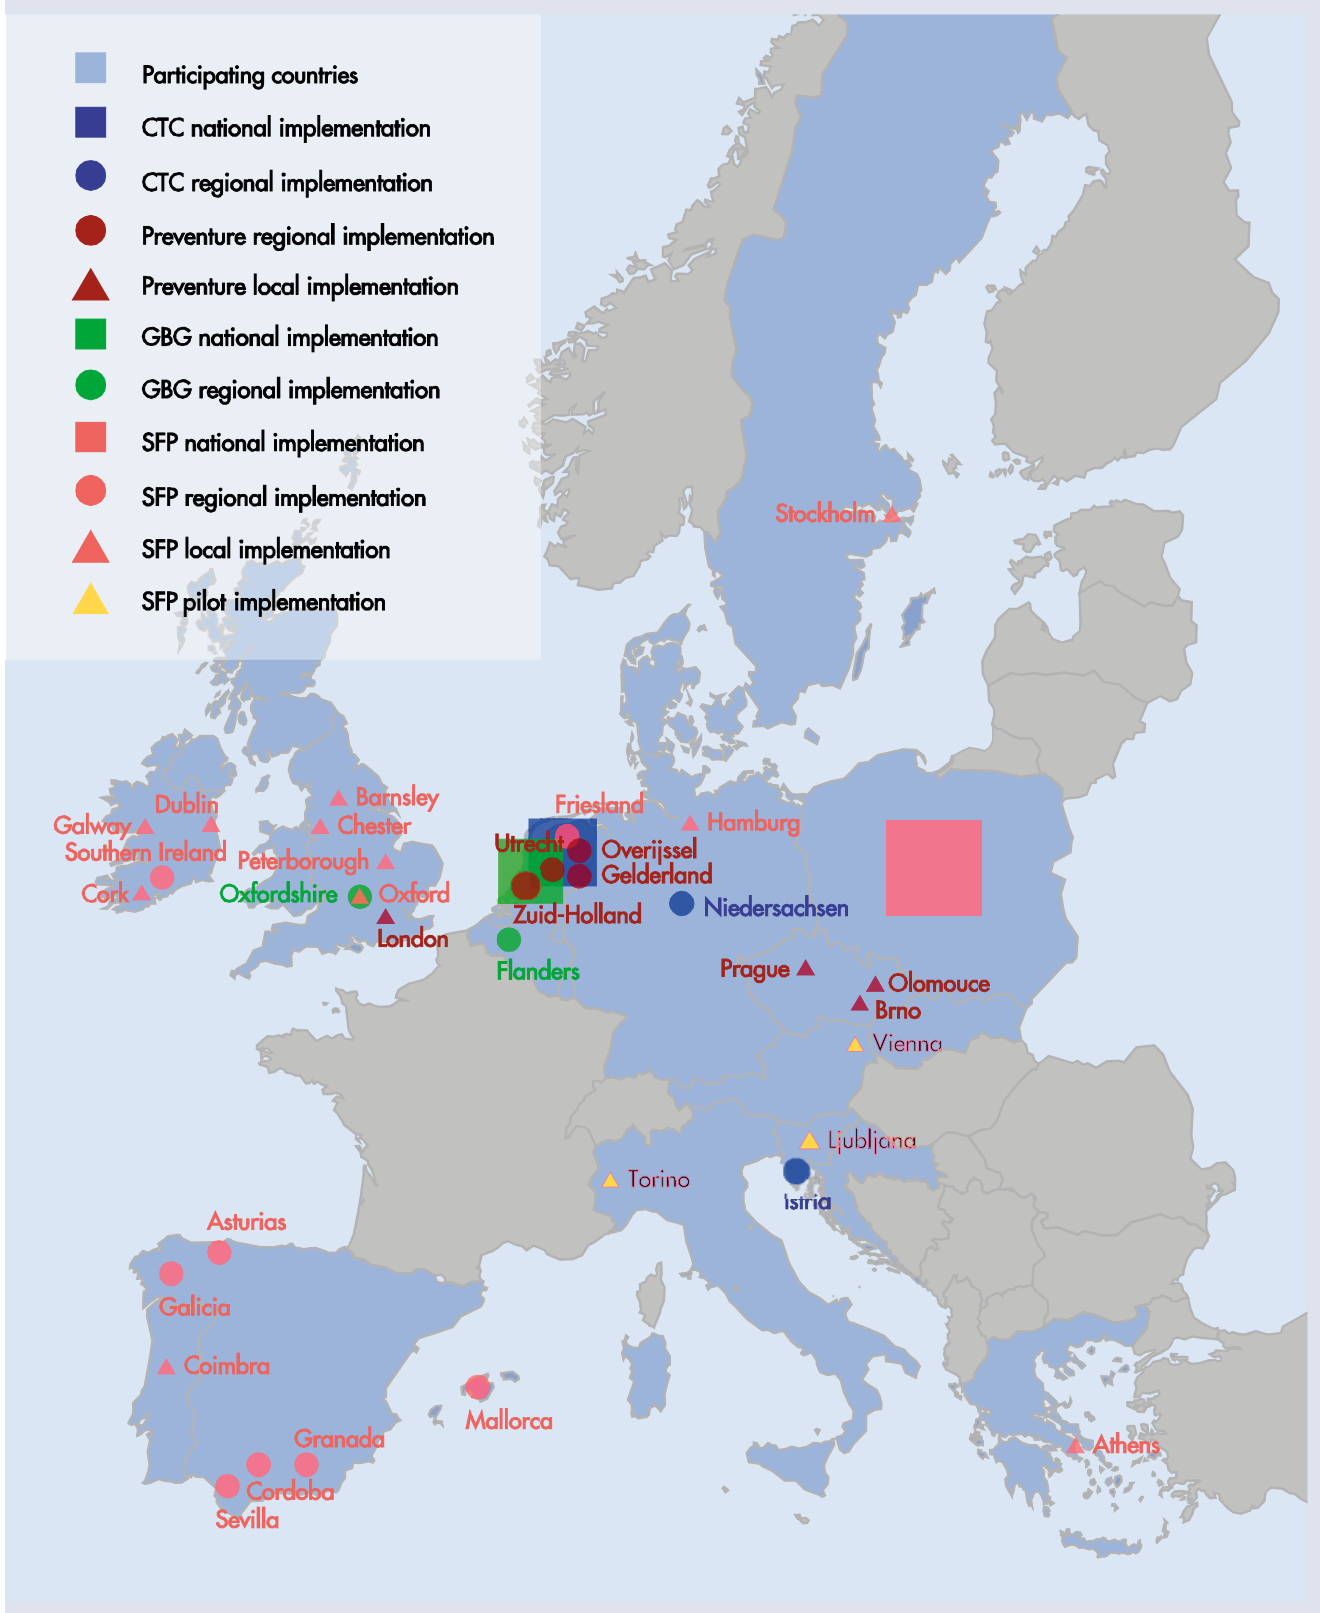 Participating countries
CTC national implementation
CTC regional implementation
Preventure regional implementation
Preventure local implementation
GBG national implementation
GBG regional implementation
SFP national implementation
SFP regional implementation
SFP local implementation
SFP pilot implementation
Stockholm
Barnsley
Dublin
Friesland
Galway
Chester
Hamburg
Utrecht
Overijssel
Southern Ireland
Peterborough
Gelderland
Cork
Oxfordshire
Oxford
Niedersachsen
Zuid-Holland
London
Flanders
Prague
Olomouce
Brno
Vienna
Ljubljana
Torino
Istria
Asturias
Galicia
Coimbra
Mallorca
Granada
Athens
Cordoba
Sevilla